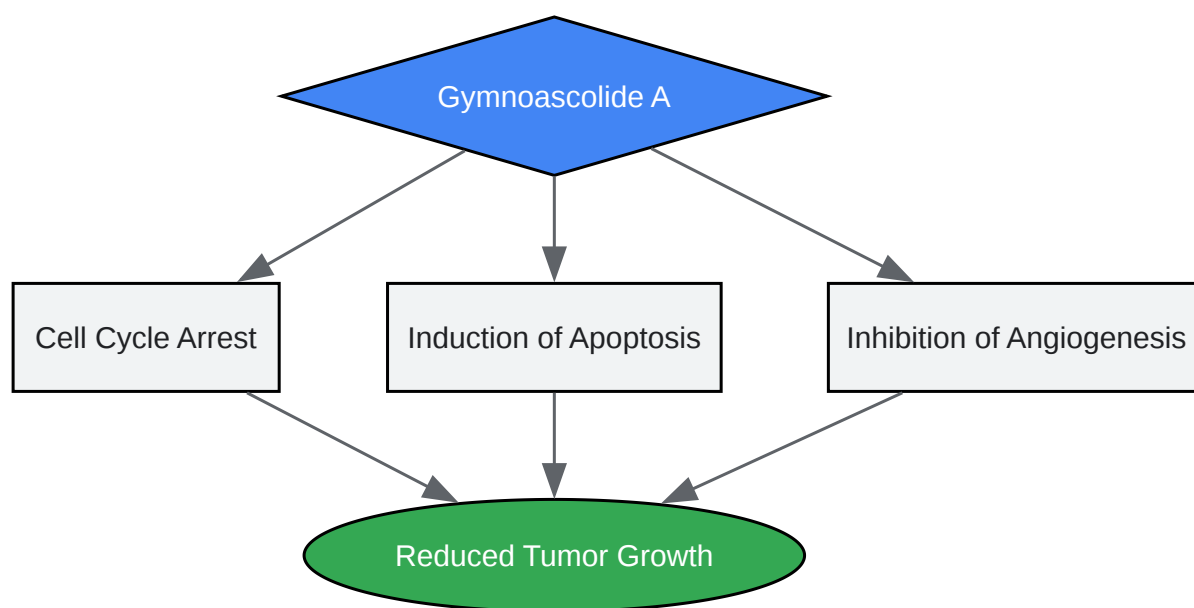 Gymnoascolide A
Cell Cycle Arrest
Induction of Apoptosis
Inhibition of Angiogenesis
Reduced Tumor Growth